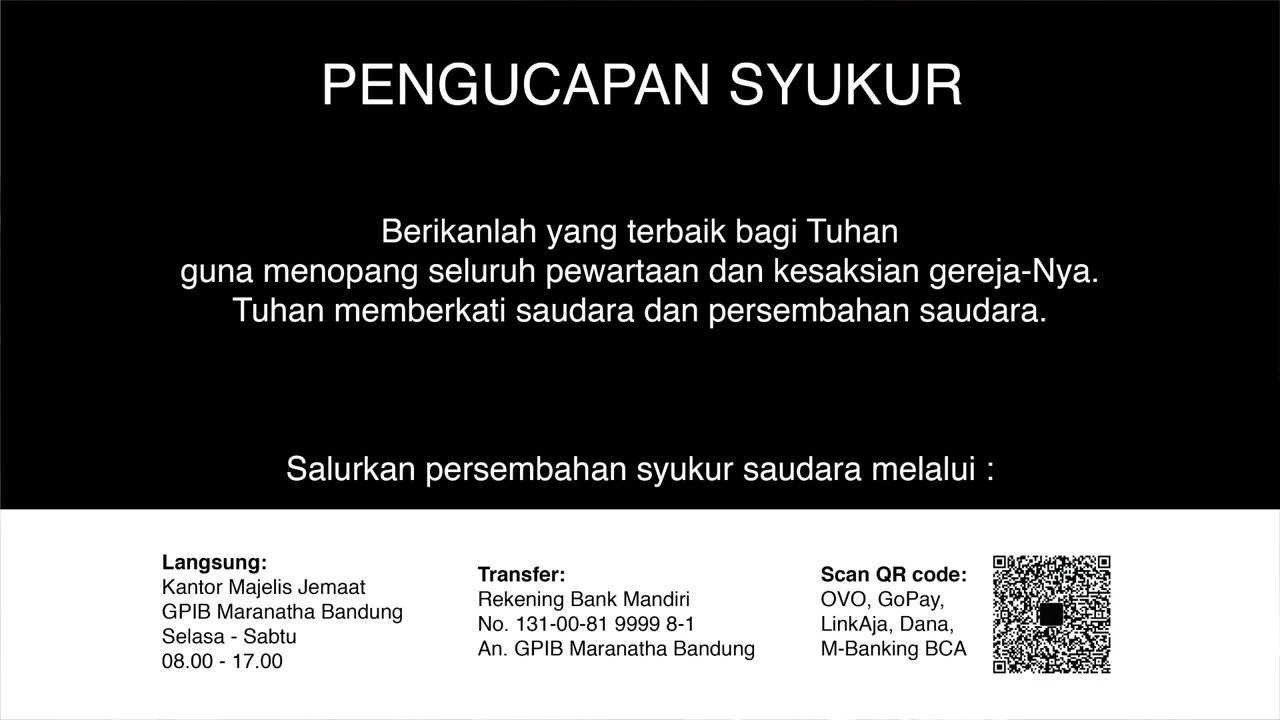 PENGUCAPAN SYUKUR
Berikanlah yang terbaik bagi Tuhan
guna menopang seluruh pewartaan dan kesaksian gereja-Nya.
Tuhan memberkati saudara dan persembahan saudara.
Salurkan persembahan syukur saudara melalui :
Langsung:
Kantor Majelis Jemaat
GPIB Maranatha Bandung
Selasa - Sabtu
08.00 - 17.00
Transfer:
Rekening Bank Mandiri
No. 131-00-81 9999 8-1
An. GPIB Maranatha Bandung
Scan QR code:
OVO, GoPay,
LinkAja, Dana,
M-Banking BCA